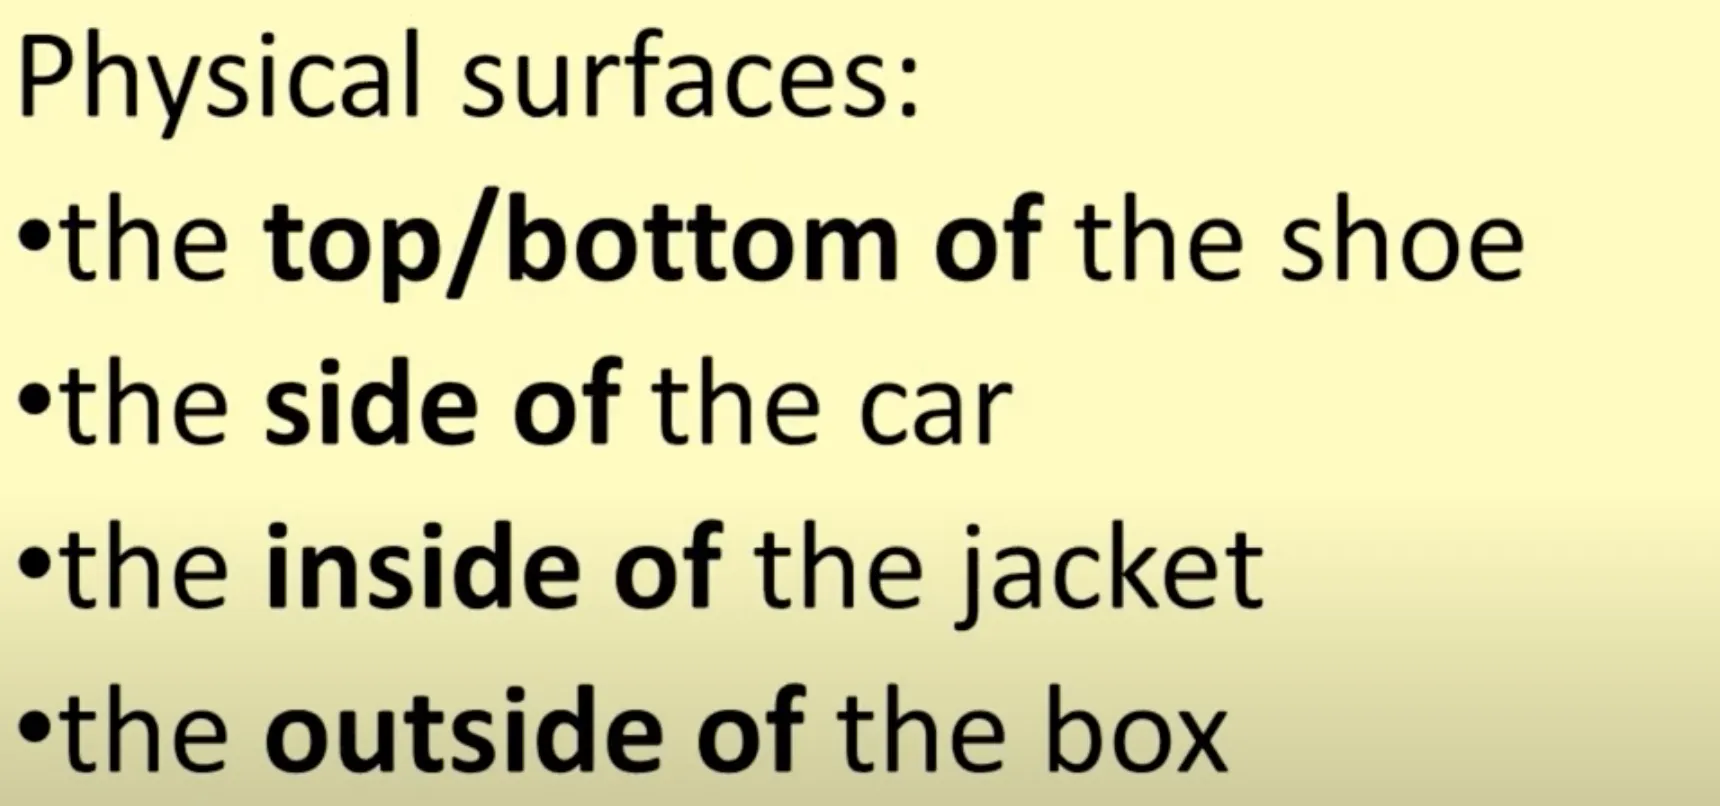 Physical surfaces:
•the top/bottom of the shoe
•the side of the car
•the inside of the jacket
•the outside of the box